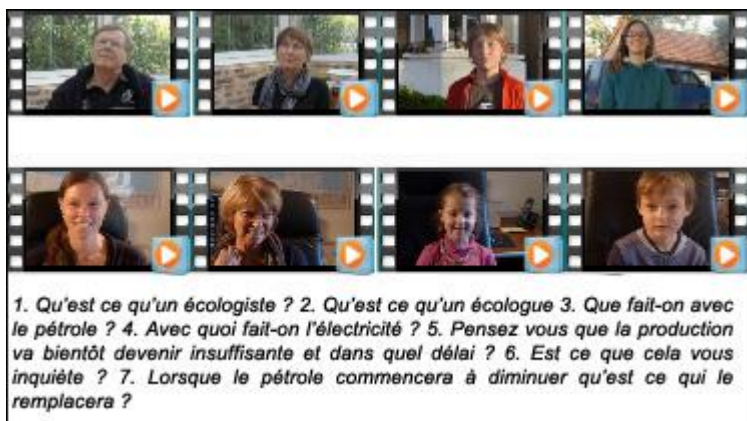 1. Qu'est ce qu'un écologiste ? 2. Qu'est ce qu'un écologue 3. Que fait-on avec
le pétrole ? 4. Avec quoi fait-on l'électricité ? 5. Pensez vous que la production
va bientôt devenir insuffisante et dans quel délai ? 6. Est ce que cela vous
inquiète ? 7. Lorsque le pétrole commencera à diminuer qu'est ce qui le
remplacera ?